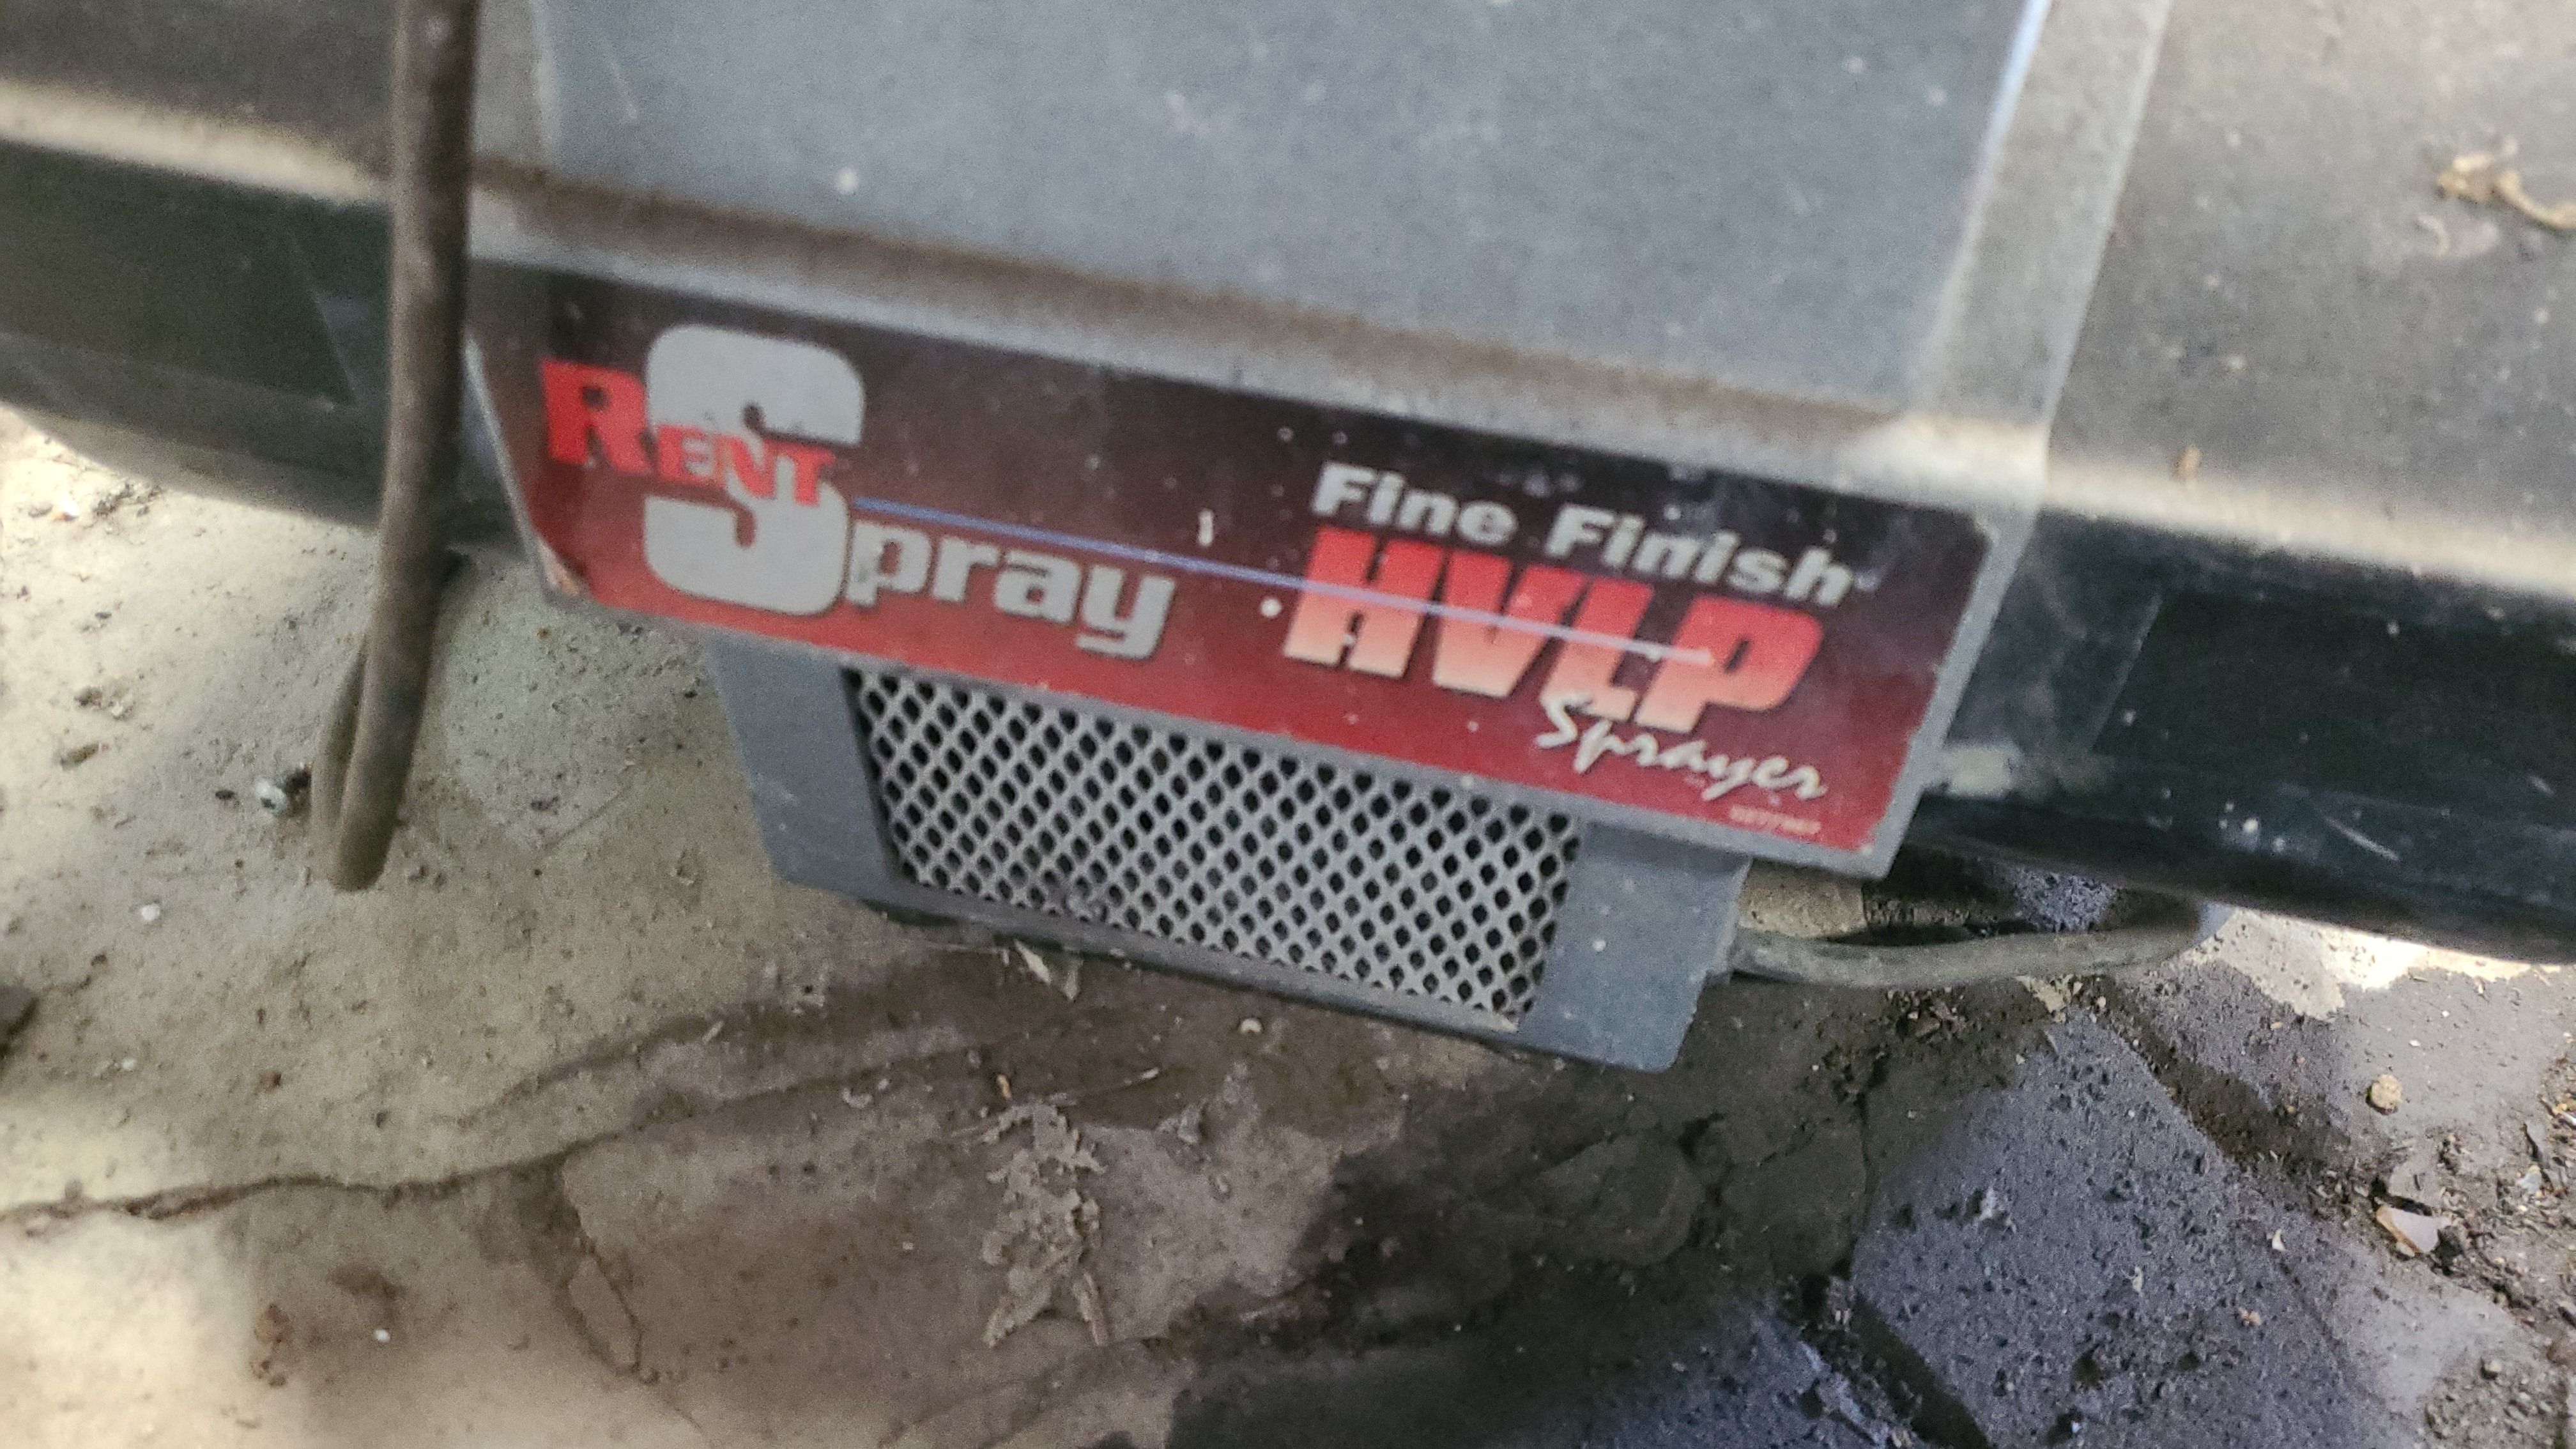 RENT
Spray
Fine Finish
HVLP
Sprayer